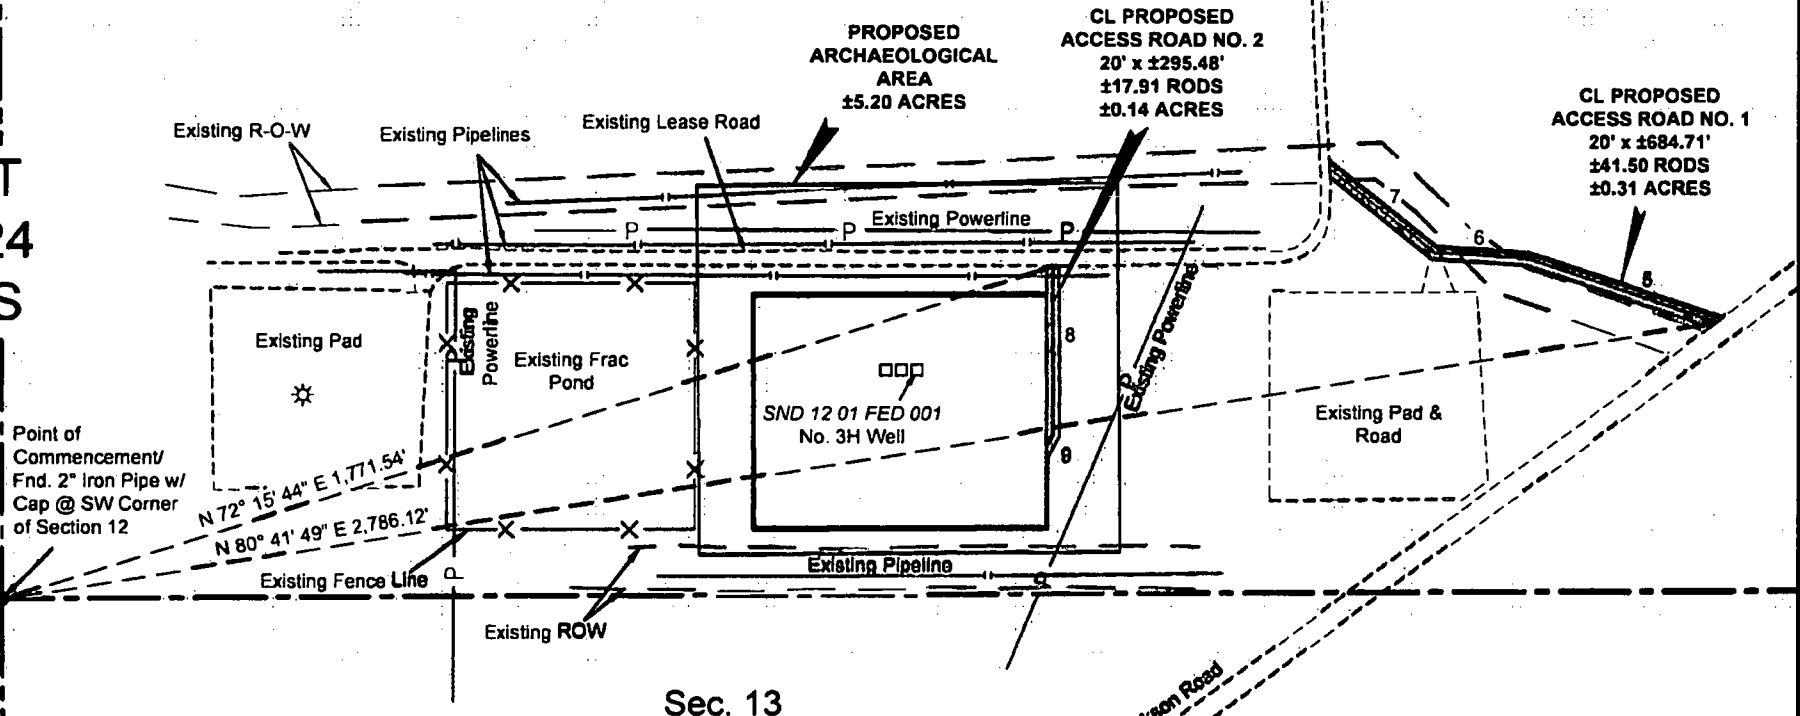 PROPOSED
ARCHAEOLOGICAL
AREA
±5.20 ACRES
CL PROPOSED
ACCESS ROAD NO. 2
20' x ±295.48'
±17.91 RODS
±0.14 ACRES
CL PROPOSED
ACCESS ROAD NO. 1
20' x ±684.71'
±41.50 RODS
±0.31 ACRES
Existing R-O-W
Existing Pipelines
Existing Lease Road
T
24
S
Existing Powerline
P
P
P
7
6
5
8
9
Existing Pad
Existing
Powerline
P
Existing Frac
Pond
SND 12 01 FED 001
No. 3H Well
P
Existing Powerline
Existing Pad &
Road
Point of
Commencement/
Fnd. 2" Iron Pipe w/
Cap @ SW Corner
of Section 12
N 72° 15' 44" E 1,771.54'
N 80° 41' 49" E 2,786.12'
Existing Fence Line
P
Existing Pipeline
P
Existing ROW
Sec. 13
Road